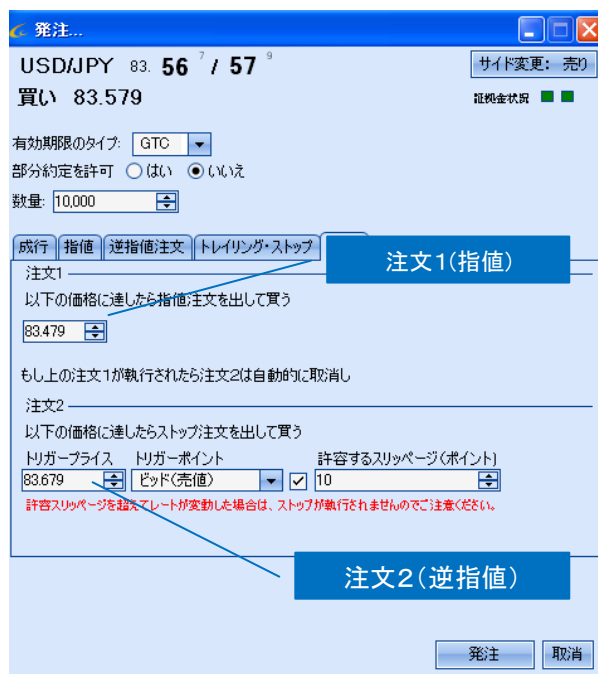 発注...
USD/JPY 83. 56 7 / 57 9
サイド変更: 売り
買い 83.579
証拠金状況
有効期限のタイプ: GTC
部分約定を許可 はい いいえ
数量: 10,000
成行 指値 逆指値注文 トレイリング・ストップ
注文1(指値)
注文1
以下の価格に達したら指値注文を出して買う
83.479
もし上の注文1が執行されたら注文2は自動的に取消し
注文2
以下の価格に達したらストップ注文を出して買う
トリガープライス トリガーポイント 許容するスリッページ(ポイント)
83.679 ビッド(売値) 10
許容スリッページを超えてレートが変動した場合は、ストップが執行されませんのでご注意ください。
注文2(逆指値)
発注 取消